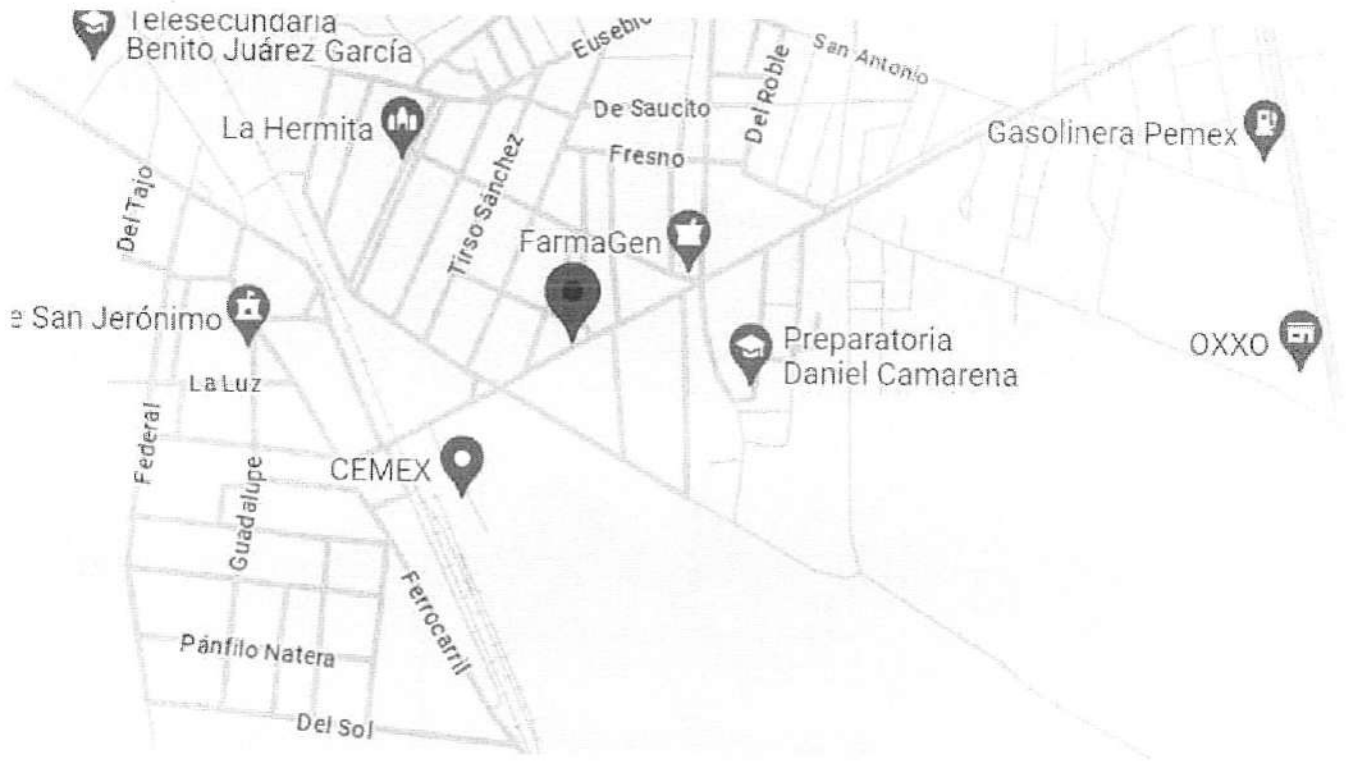 Telesecundaria
Benito Juárez García
Eusebio
San Antonio
Del Roble
De Saucito
La Hermita
Gasolinera Pemex
Fresno
Tirso Sánchez
Del Tajo
FarmaGen
e San Jerónimo
Preparatoria
Daniel Camarena
OXXO
La Luz
Federal
Guadalupe
CEMEX
Ferrocarril
Pánfilo Natera
Del Sol